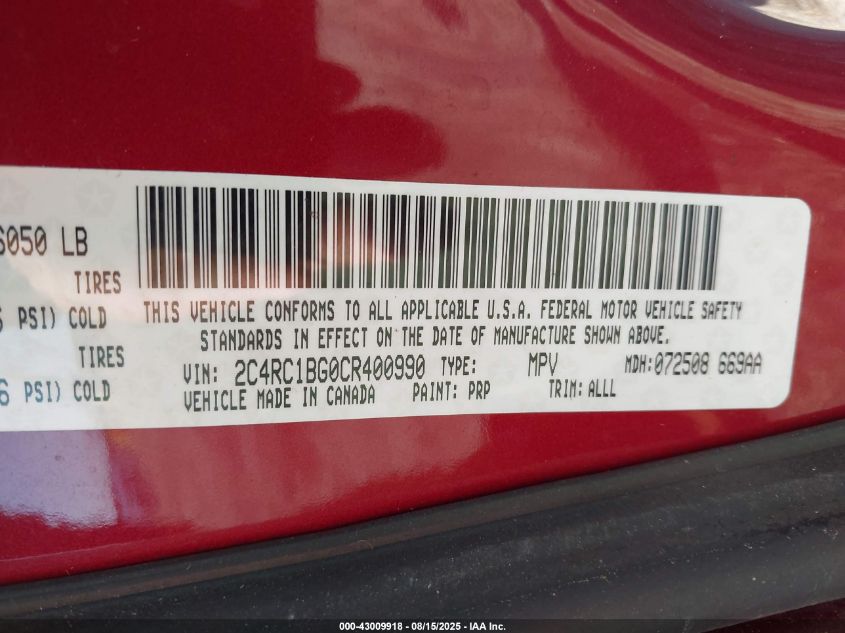 6050 LB
TIRES
PSI) COLD
TIRES
6 PSI) COLD
THIS VEHICLE CONFORMS TO ALL APPLICABLE U.S.A. FEDERAL MOTOR VEHICLE SAFETY
STANDARDS IN EFFECT ON THE DATE OF MANUFACTURE SHOWN ABOVE.
VIN: 2C4RC1BG0CR400990 TYPE: MPV MDH:072508 669AA
VEHICLE MADE IN CANADA PAINT: PRP TRIM: ALLL
000-43009918 - 08/15/2025 - IAA Inc.